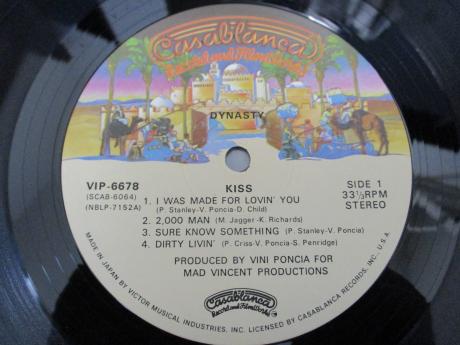 Casablanca
Record and FilmWorks
DYNASTY
VIP-6678
(SCAB-6064)
(NBLP-7152A)
KISS
SIDE 1
33⅓RPM
STEREO
1. I WAS MADE FOR LOVIN' YOU
(P. Stanley-V. Poncia-D. Child)
2. 2,000 MAN (M. Jagger-K. Richards)
3. SURE KNOW SOMETHING (P. Stanley-V. Poncia)
4. DIRTY LIVIN' (P. Criss-V. Poncia-S. Penridge)
PRODUCED BY VINI PONCIA FOR
MAD VINCENT PRODUCTIONS
Casablanca
Record and FilmWorks
MADE IN JAPAN BY VICTOR MUSICAL INDUSTRIES, INC. LICENSED BY CASABLANCA RECORDS, INC., U.S.A.